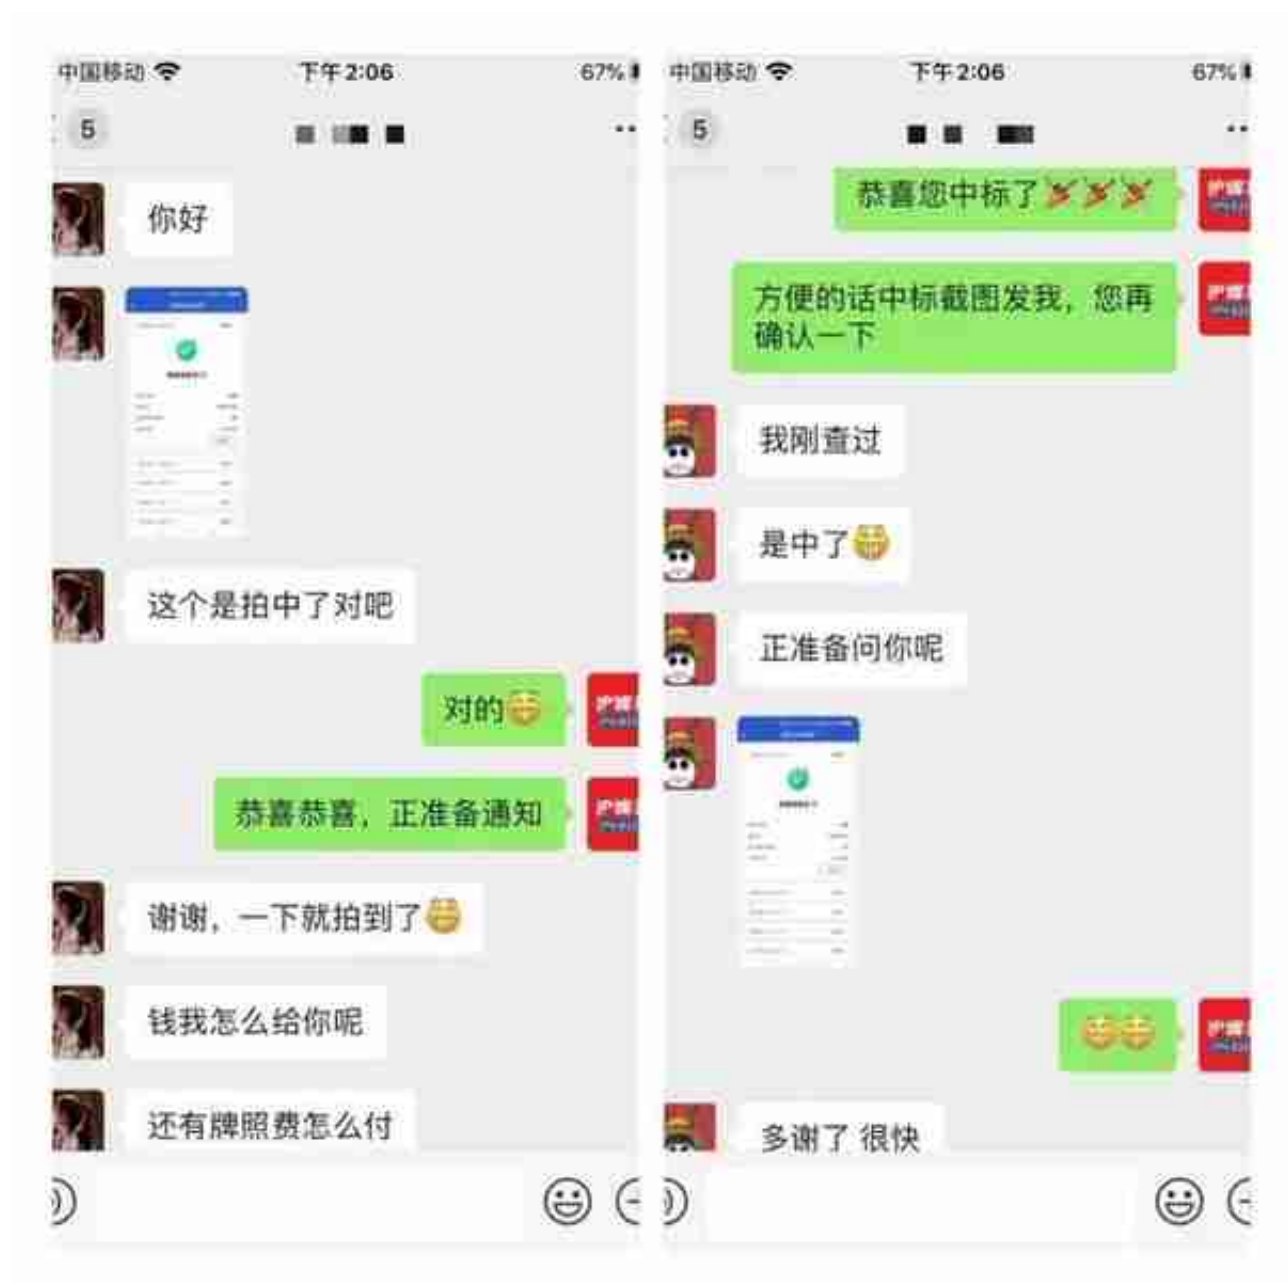 中国移动 下午2:06 67%
5
你好
这个是拍中了对吧
对的
恭喜恭喜，正准备通知
谢谢，一下就拍到了
钱我怎么给你呢
还有牌照费怎么付
中国移动 下午2:06 67%
5
恭喜您中标了
方便的话中标截图发我，您再
确认一下
我刚查过
是中了
正准备问你呢
多谢了 很快